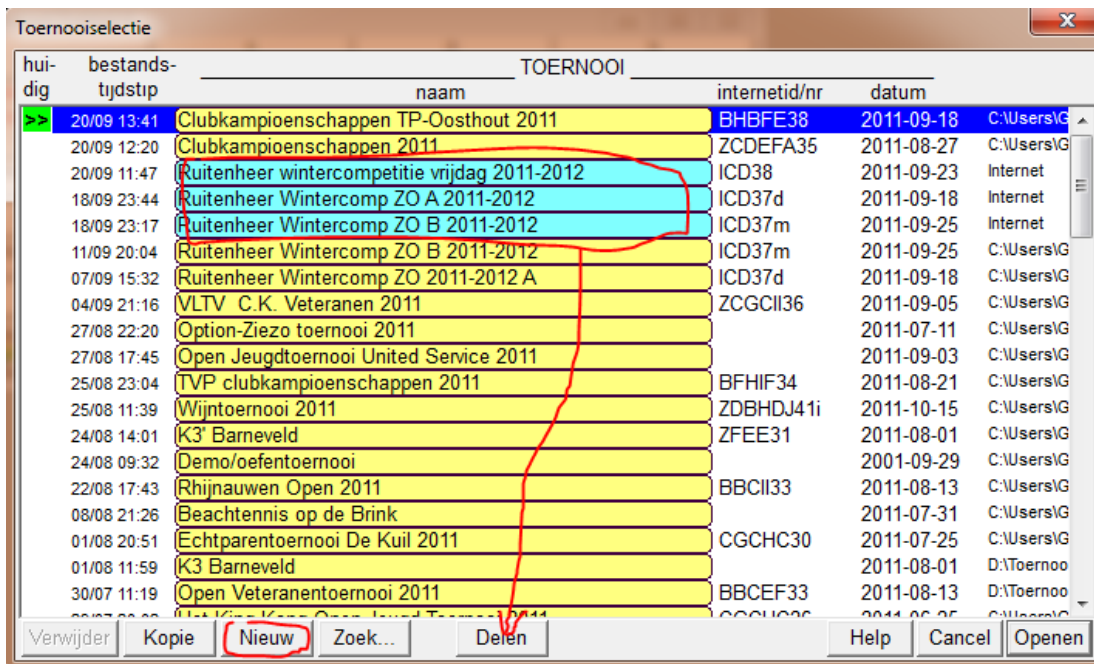 Toernooiselectie
hui- bestands- TOERNOOI
dig tijdstip naam internetid/nr datum
>> 20/09 13:41 Clubkampioenschappen TP-Oosthout 2011 BHBFE38 2011-09-18 C:\Users\G
20/09 12:20 Clubkampioenschappen 2011 ZCDEFA35 2011-08-27 C:\Users\G
20/09 11:47 Ruitenheer wintercompetitie vrijdag 2011-2012 ICD38 2011-09-23 Internet
18/09 23:44 Ruitenheer Wintercomp ZO A 2011-2012 ICD37d 2011-09-18 Internet
18/09 23:17 Ruitenheer Wintercomp ZO B 2011-2012 ICD37m 2011-09-25 Internet
11/09 20:04 Ruitenheer Wintercomp ZO B 2011-2012 ICD37m 2011-09-25 C:\Users\G
07/09 15:32 Ruitenheer Wintercomp ZO 2011-2012 A ICD37d 2011-09-18 C:\Users\G
04/09 21:16 VLTV C.K. Veteranen 2011 ZCGCII36 2011-09-05 C:\Users\G
27/08 22:20 Option-Ziezo toernooi 2011 2011-07-11 C:\Users\G
27/08 17:45 Open Jeugdtoernooi United Service 2011 2011-09-03 C:\Users\G
25/08 23:04 TVP clubkampioenschappen 2011 BFHIF34 2011-08-21 C:\Users\G
25/08 11:39 Wijntoernooi 2011 ZDBHDJ41i 2011-10-15 C:\Users\G
24/08 14:01 K3' Barneveld ZFEE31 2011-08-01 C:\Users\G
24/08 09:32 Demo/oefentoernooi 2001-09-29 C:\Users\G
22/08 17:43 Rhijnauwen Open 2011 BBCII33 2011-08-13 C:\Users\G
08/08 21:26 Beachtennis op de Brink 2011-07-31 C:\Users\G
01/08 20:51 Echtparentoernooi De Kuil 2011 CGCHC30 2011-07-25 C:\Users\G
01/08 11:59 K3 Barneveld 2011-08-01 D:\Toernoo
30/07 11:19 Open Veteranentoernooi 2011 BBCEF33 2011-08-13 D:\Toernoo
Verwijder Kopie Nieuw Zoek... Delen Help Cancel Openen